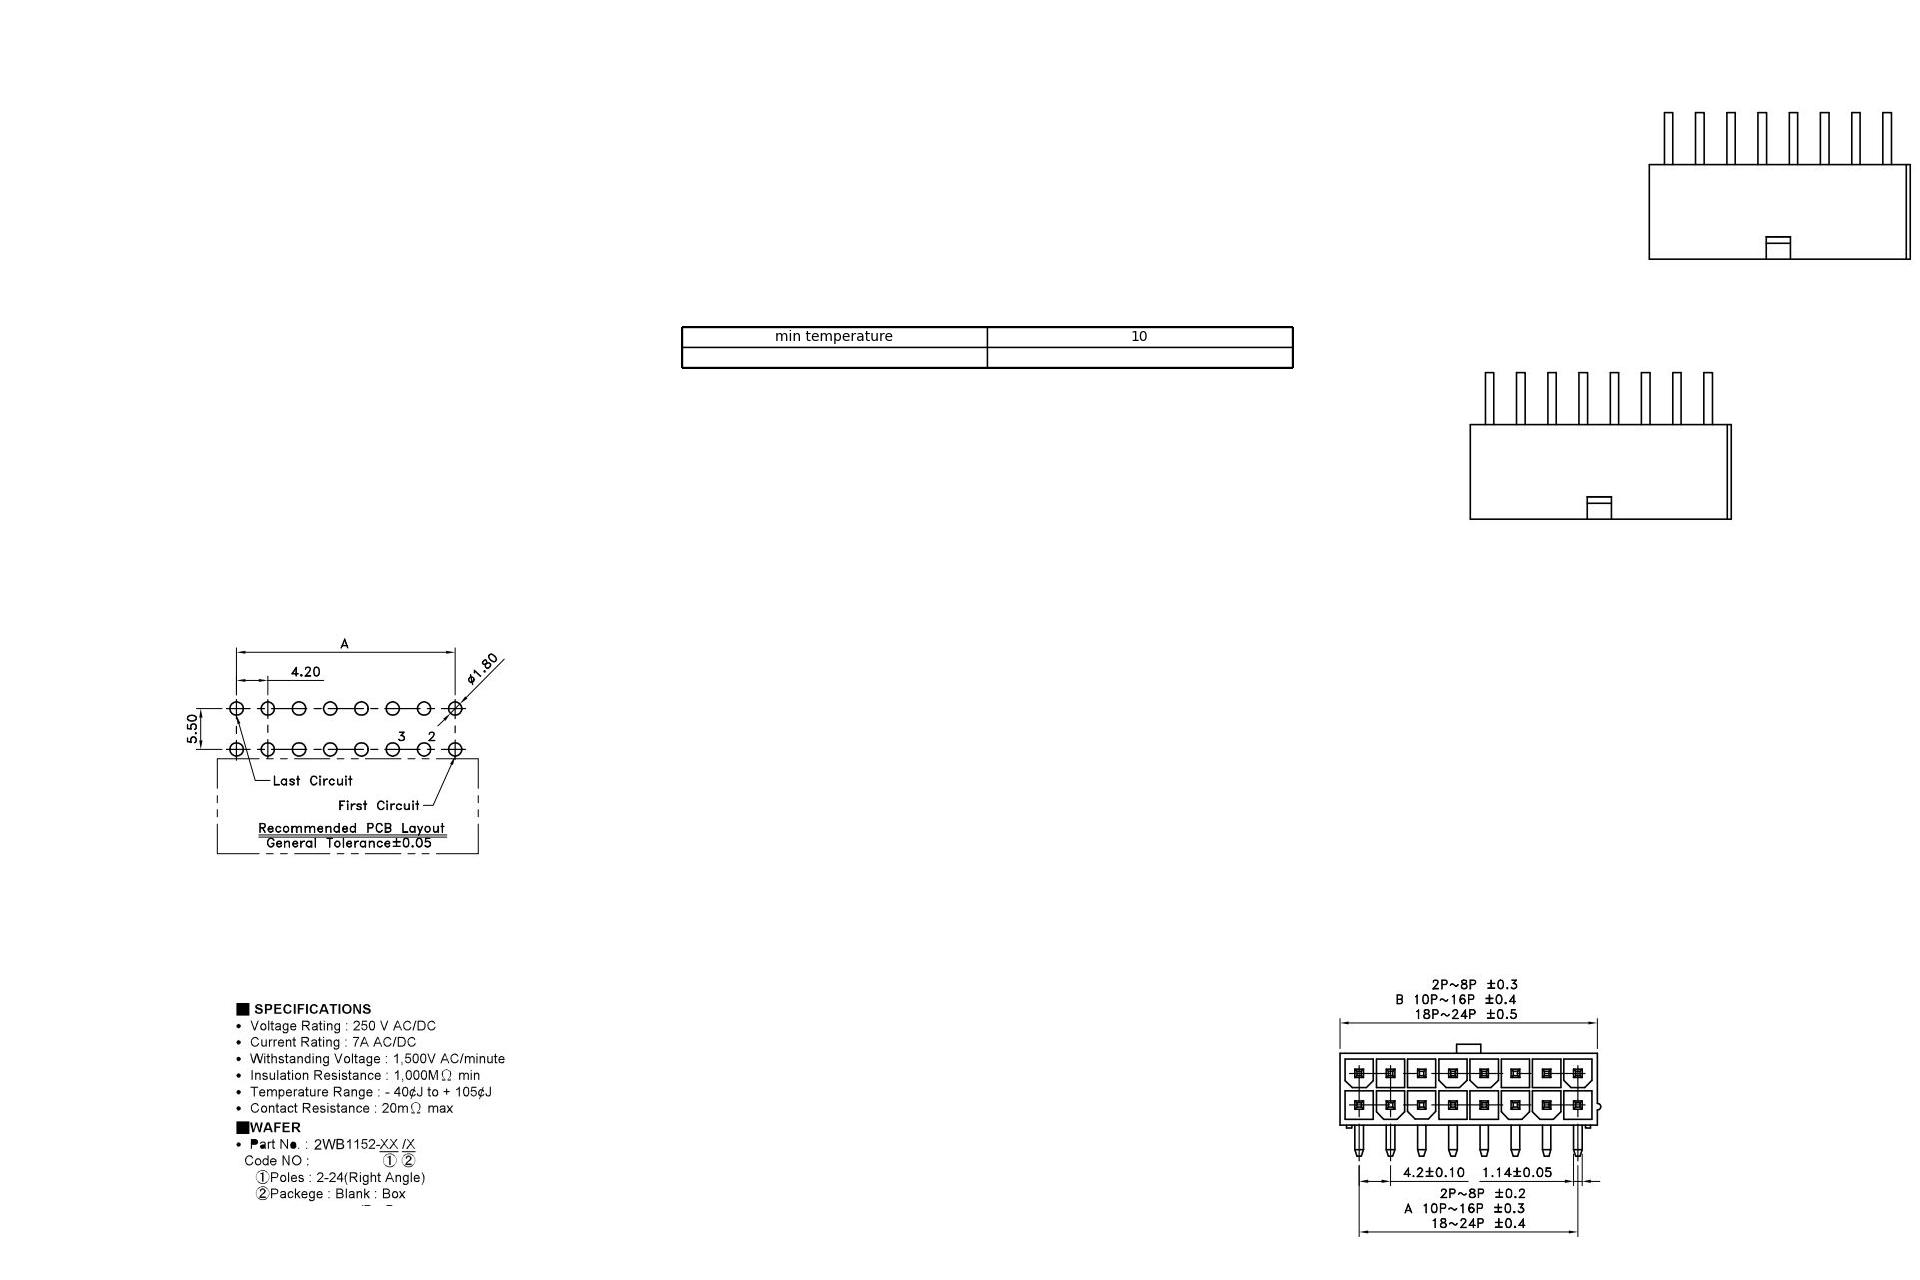 min temperature 10
A
4.20
ø1.80
5.50
3 2
Last Circuit
First Circuit
Recommended PCB Layout
General Tolerance±0.05
■ SPECIFICATIONS
• Voltage Rating : 250 V AC/DC
• Current Rating : 7A AC/DC
• Withstanding Voltage : 1,500V AC/minute
• Insulation Resistance : 1,000MΩ min
• Temperature Range : - 40¢J to + 105¢J
• Contact Resistance : 20mΩ max
■WAFER
• Part No. : 2WB1152-XX /X
Code NO : ① ②
①Poles : 2-24(Right Angle)
②Packege : Blank : Box
2P~8P ±0.3
B 10P~16P ±0.4
18P~24P ±0.5
4.2±0.10 1.14±0.05
2P~8P ±0.2
A 10P~16P ±0.3
18~24P ±0.4